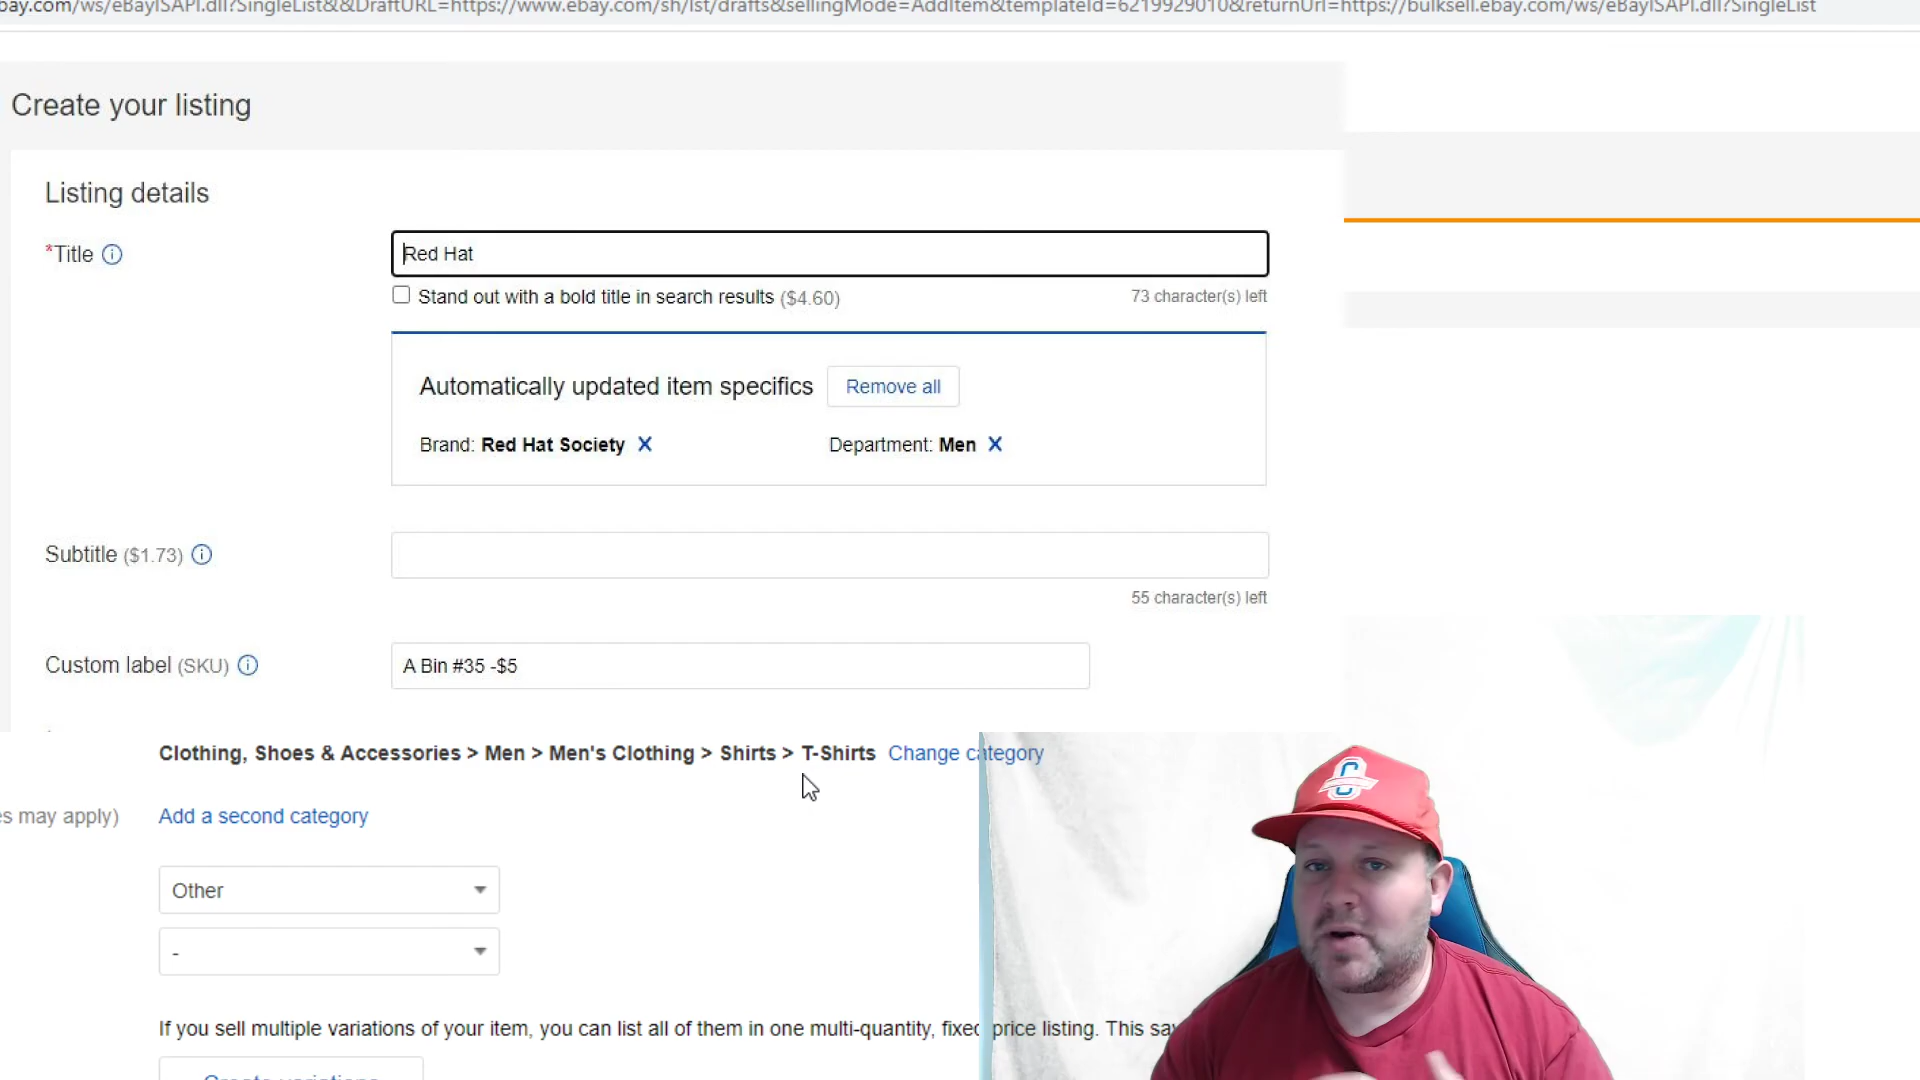 bay.com/ws/eBayISAPI.dll?SingleList&&DraftURL=https://www.ebay.com/sh/lst/drafts&sellingMode=AddItem&templateId=6219929010&returnUrl=https://bulksell.ebay.com/ws/eBayISAPI.dll?SingleList
Create your listing
Listing details
*Title
Red Hat
Stand out with a bold title in search results ($4.60)
73 character(s) left
Automatically updated item specifics
Remove all
Brand: Red Hat Society X
Department: Men X
Subtitle ($1.73)
55 character(s) left
Custom label (SKU)
A Bin #35 -$5
Clothing, Shoes & Accessories > Men > Men's Clothing > Shirts > T-Shirts Change category
es may apply)
Add a second category
Other
-
If you sell multiple variations of your item, you can list all of them in one multi-quantity, fixed price listing. This sa
Create variations